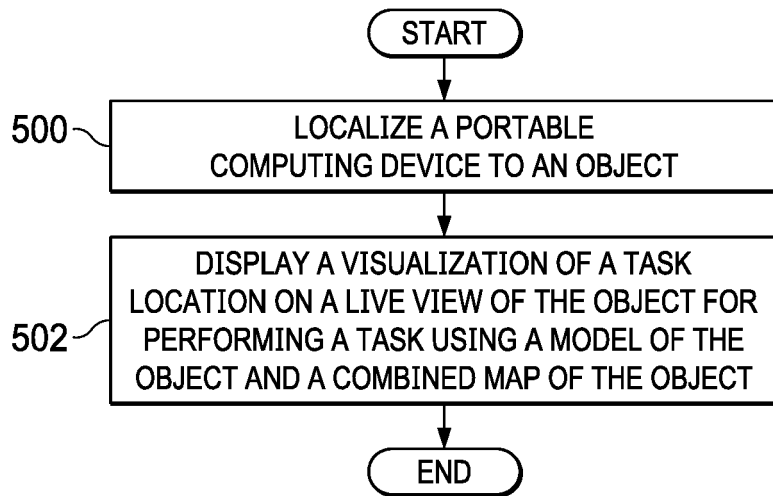 START
500
LOCALIZE A PORTABLE
COMPUTING DEVICE TO AN OBJECT
502
DISPLAY A VISUALIZATION OF A TASK
LOCATION ON A LIVE VIEW OF THE OBJECT FOR
PERFORMING A TASK USING A MODEL OF THE
OBJECT AND A COMBINED MAP OF THE OBJECT
END